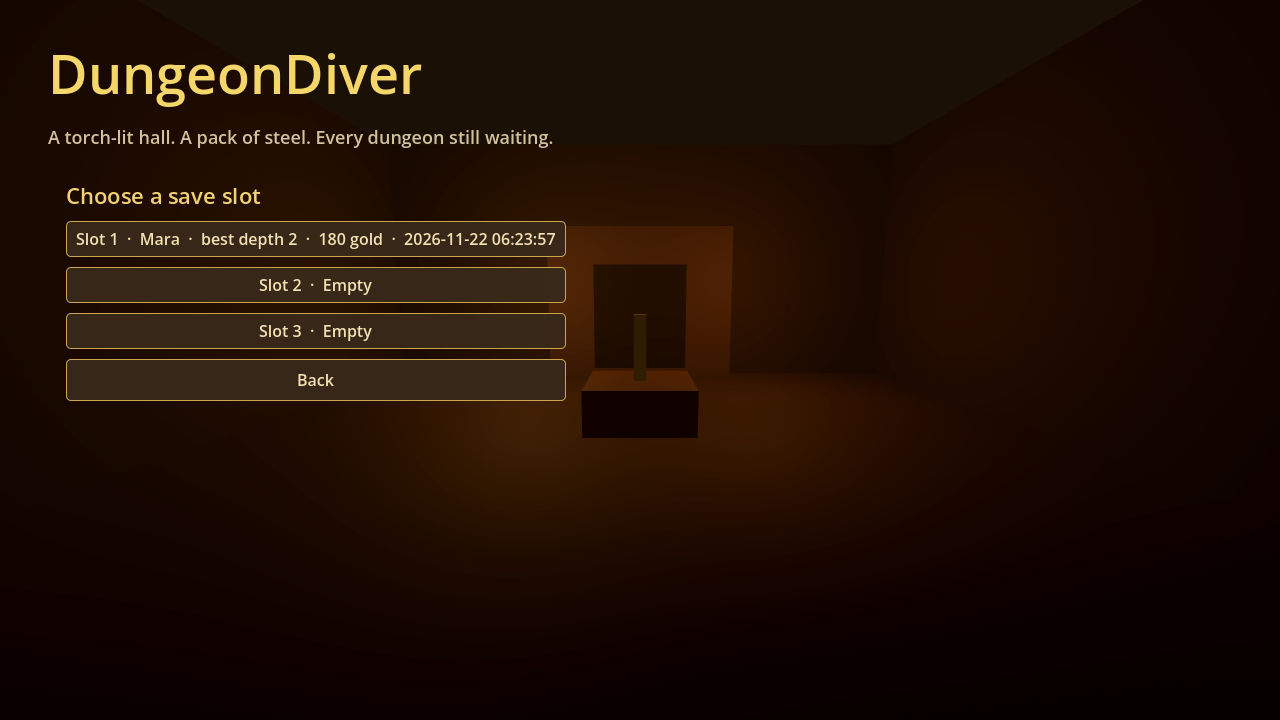 DungeonDiver
A torch-lit hall. A pack of steel. Every dungeon still waiting.
Choose a save slot
Slot 1 · Mara · best depth 2 · 180 gold · 2026-11-22 06:23:57
Slot 2 · Empty
Slot 3 · Empty
Back